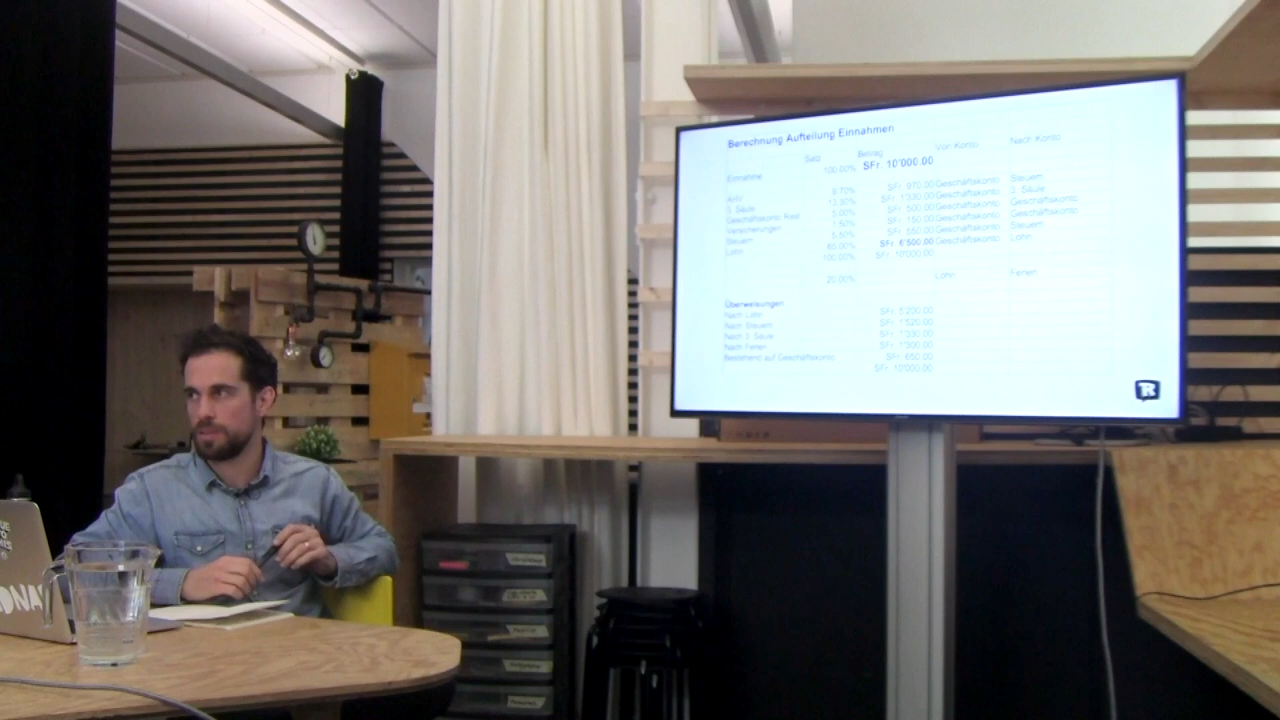 Berechnung Aufteilung Einnahmen
Satz Betrag Von Konto Nach Konto
Einnahme 100.00% SFr. 10'000.00
AHV 9.70% SFr. 970.00 Geschäftskonto Steuern
3. Säule 13.30% SFr. 1'330.00 Geschäftskonto 3. Säule
Geschäftskonto Rest 5.00% SFr. 500.00 Geschäftskonto Geschäftskonto
Versicherungen 1.50% SFr. 150.00 Geschäftskonto Geschäftskonto
Steuern 5.50% SFr. 550.00 Geschäftskonto Steuern
Lohn 65.00% SFr. 6'500.00 Geschäftskonto Lohn
100.00% SFr. 10'000.00
20.00% Lohn Ferien
Überweisungen
Nach Lohn SFr. 5'200.00
Nach Steuern SFr. 1'520.00
Nach 3. Säule SFr. 1'330.00
Nach Ferien SFr. 1'300.00
Bestehend auf Geschäftskonto SFr. 650.00
SFr. 10'000.00
R